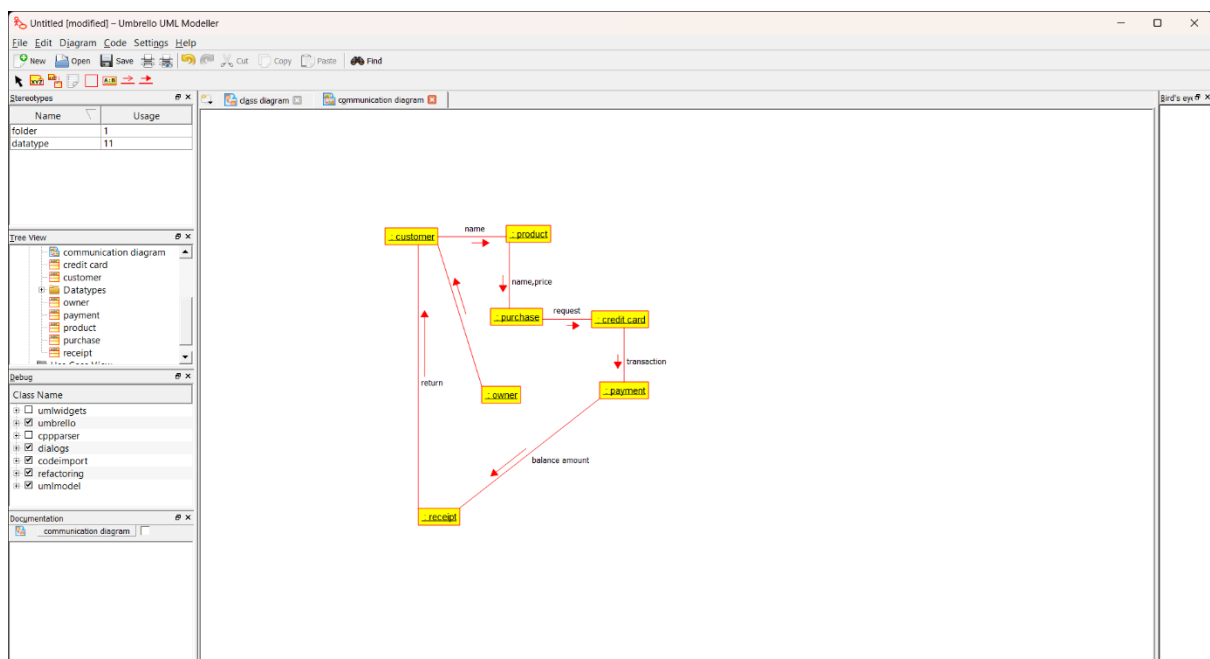 Untitled [modified] – Umbrello UML Modeller
File Edit Diagram Code Settings Help
New Open Save Cut Copy Paste Find
XYZ A:B
Stereotypes
Name Usage
folder 1
datatype 11
Tree View
communication diagram
credit card
customer
Datatypes
owner
payment
product
purchase
receipt
Debug
Class Name
umlwidgets
umbrello
cppparser
dialogs
codeimport
refactoring
umlmodel
Documentation
communication diagram
class diagram communication diagram
Bird's eye
name
: customer : product
name,price
request
: purchase : credit card
transaction
return
: owner : payment
balance amount
: receipt